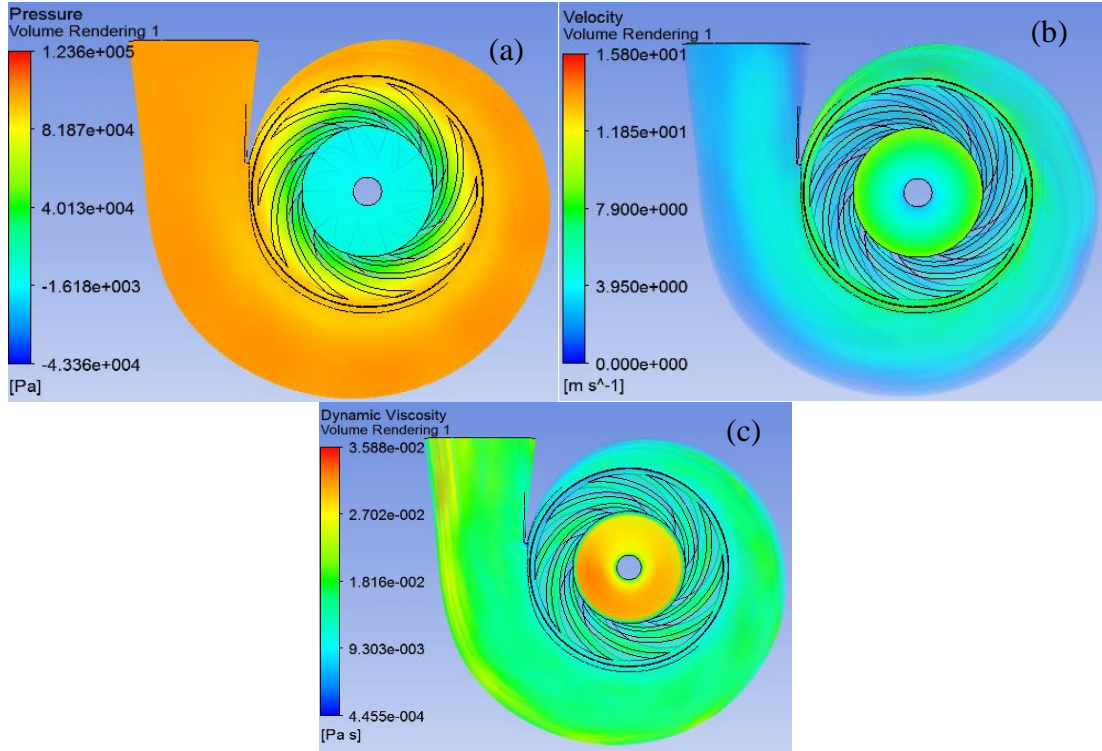 Pressure
Volume Rendering 1
1.236e+005
8.187e+004
4.013e+004
-1.618e+003
-4.336e+004
[Pa]
(a)
Velocity
Volume Rendering 1
1.580e+001
1.185e+001
7.900e+000
3.950e+000
0.000e+000
[m s^-1]
(b)
Dynamic Viscosity
Volume Rendering 1
3.588e-002
2.702e-002
1.816e-002
9.303e-003
4.455e-004
[Pa s]
(c)